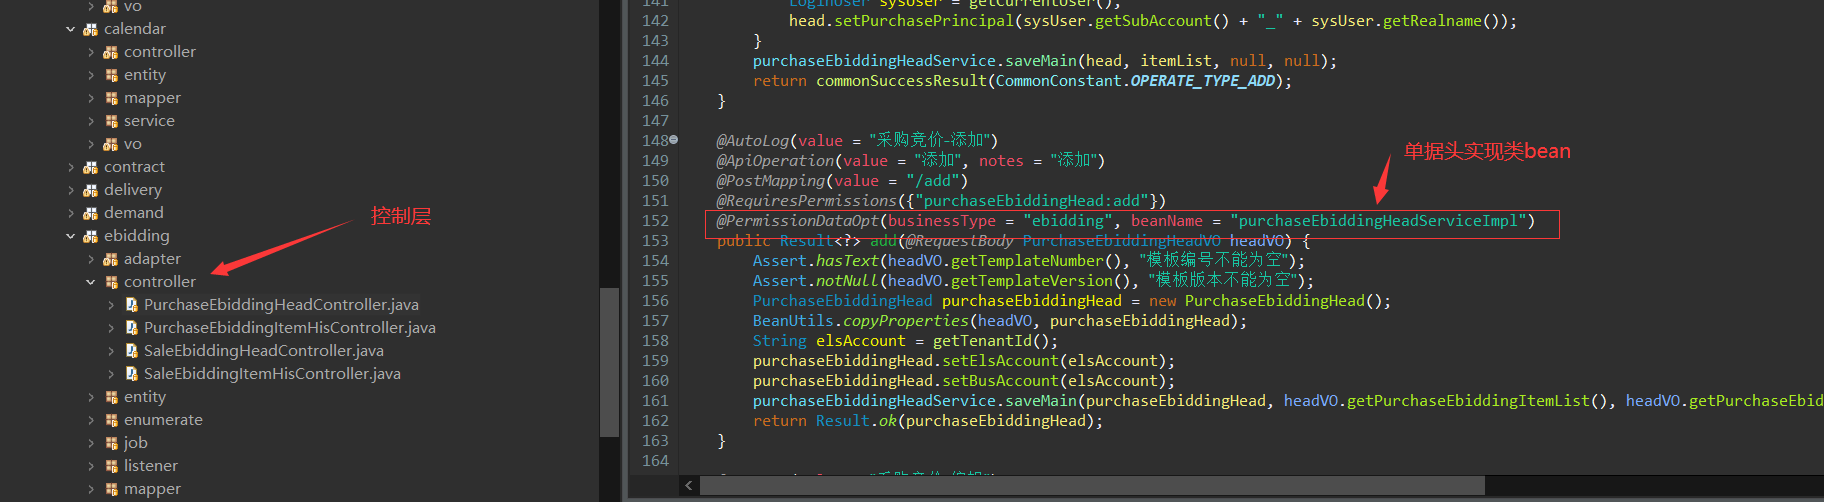 vo
calendar
controller
entity
mapper
service
vo
contract
delivery
demand
ebidding
adapter
controller
PurchaseEbiddingHeadController.java
PurchaseEbiddingItemHisController.java
SaleEbiddingHeadController.java
SaleEbiddingItemHisController.java
entity
enumerate
job
listener
mapper
控制层
141 LoginUser sysUser = getCurrentUser();
142 head.setPurchasePrincipal(sysUser.getSubAccount() + "_" + sysUser.getRealname());
143 }
144 purchaseEbiddingHeadService.saveMain(head, itemList, null, null);
145 return commonSuccessResult(CommonConstant.OPERATE_TYPE_ADD);
146 }
147
148 @AutoLog(value = "采购竞价-添加")
149 @ApiOperation(value = "添加", notes = "添加")
150 @PostMapping(value = "/add")
151 @RequiresPermissions({"purchaseEbiddingHead:add"})
152 @PermissionDataOpt(businessType = "ebidding", beanName = "purchaseEbiddingHeadServiceImpl")
153 public Result<?> add(@RequestBody PurchaseEbiddingHeadVO headVO) {
154 Assert.hasText(headVO.getTemplateNumber(), "模板编号不能为空");
155 Assert.notNull(headVO.getTemplateVersion(), "模板版本不能为空");
156 PurchaseEbiddingHead purchaseEbiddingHead = new PurchaseEbiddingHead();
157 BeanUtils.copyProperties(headVO, purchaseEbiddingHead);
158 String elsAccount = getTenantId();
159 purchaseEbiddingHead.setElsAccount(elsAccount);
160 purchaseEbiddingHead.setBusAccount(elsAccount);
161 purchaseEbiddingHeadService.saveMain(purchaseEbiddingHead, headVO.getPurchaseEbiddingItemList(), headVO.getPurchaseEbid
162 return Result.ok(purchaseEbiddingHead);
163 }
164
单据头实现类bean